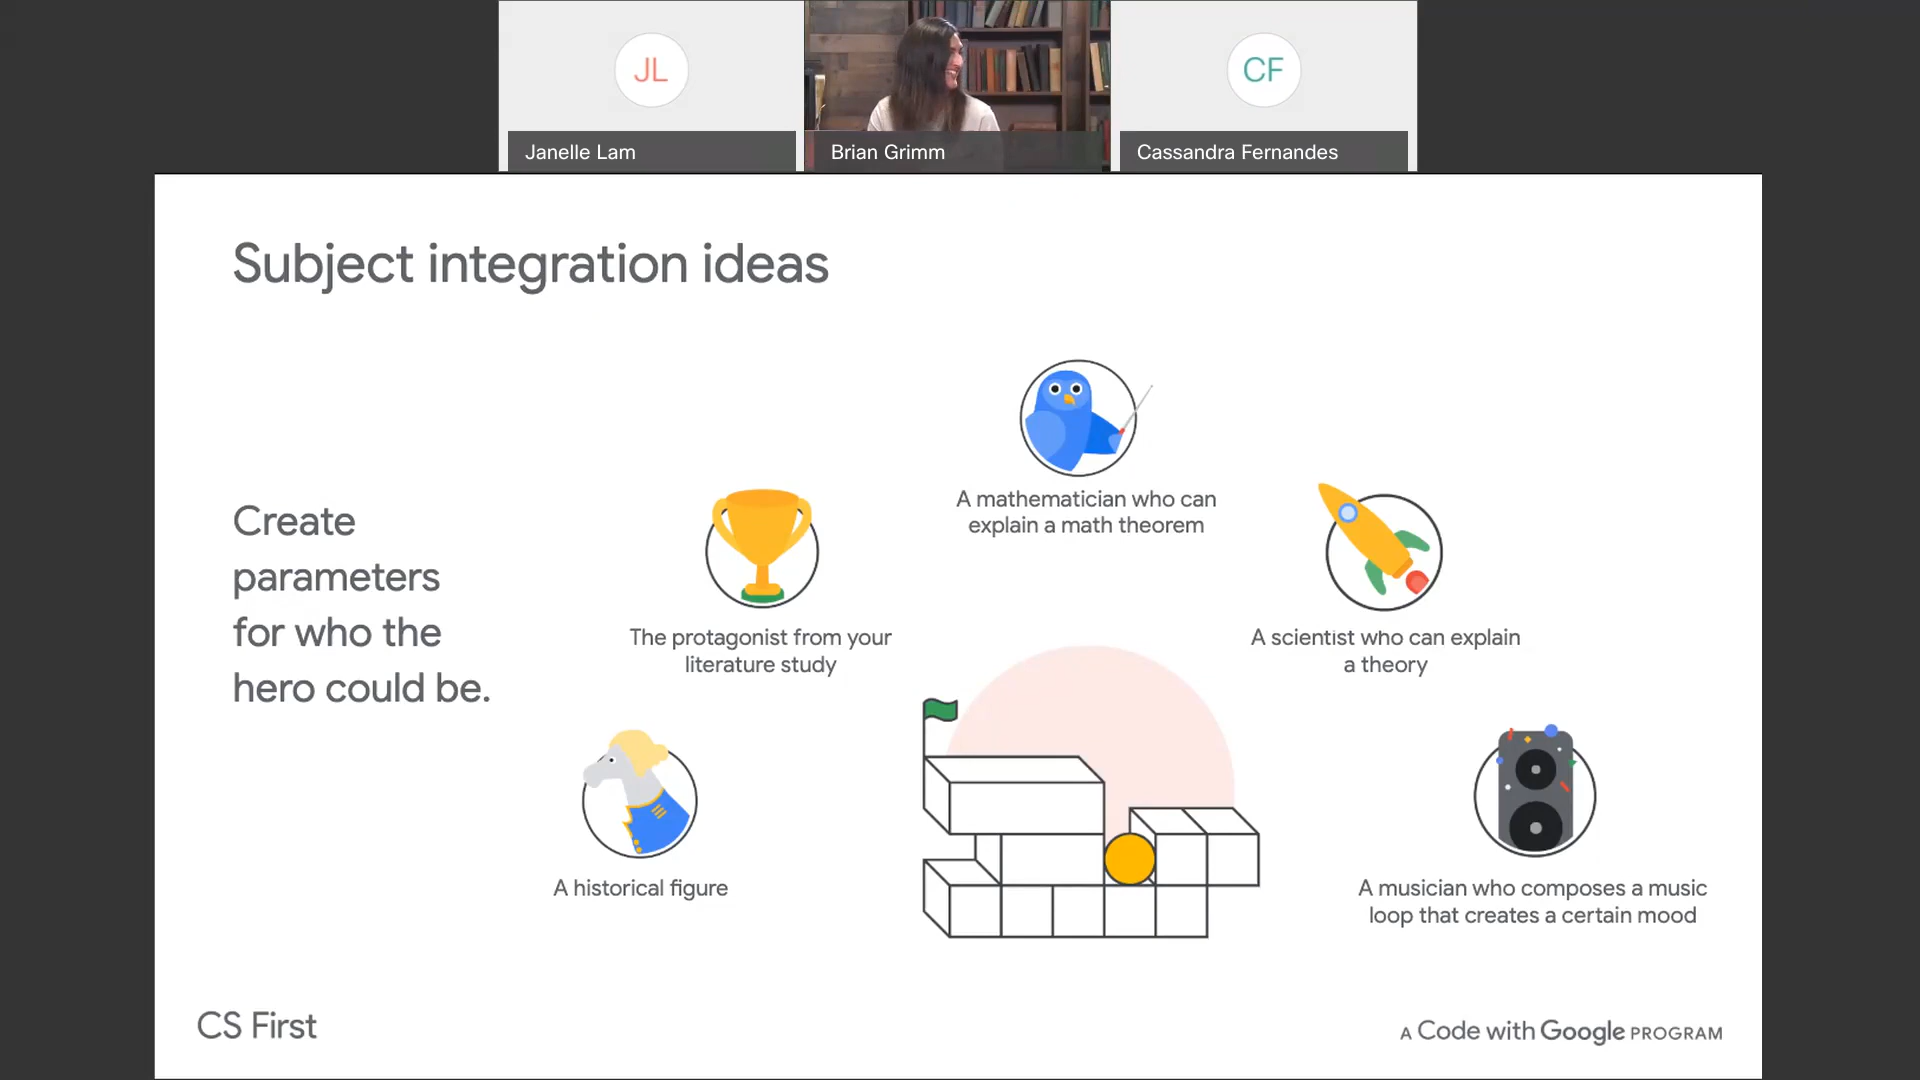 JL
CF
Janelle Lam
Brian Grimm
Cassandra Fernandes
Subject integration ideas
Create
parameters
for who the
hero could be.
A mathematician who can
explain a math theorem
The protagonist from your
literature study
A scientist who can explain
a theory
A historical figure
A musician who composes a music
loop that creates a certain mood
CS First
A Code with Google PROGRAM